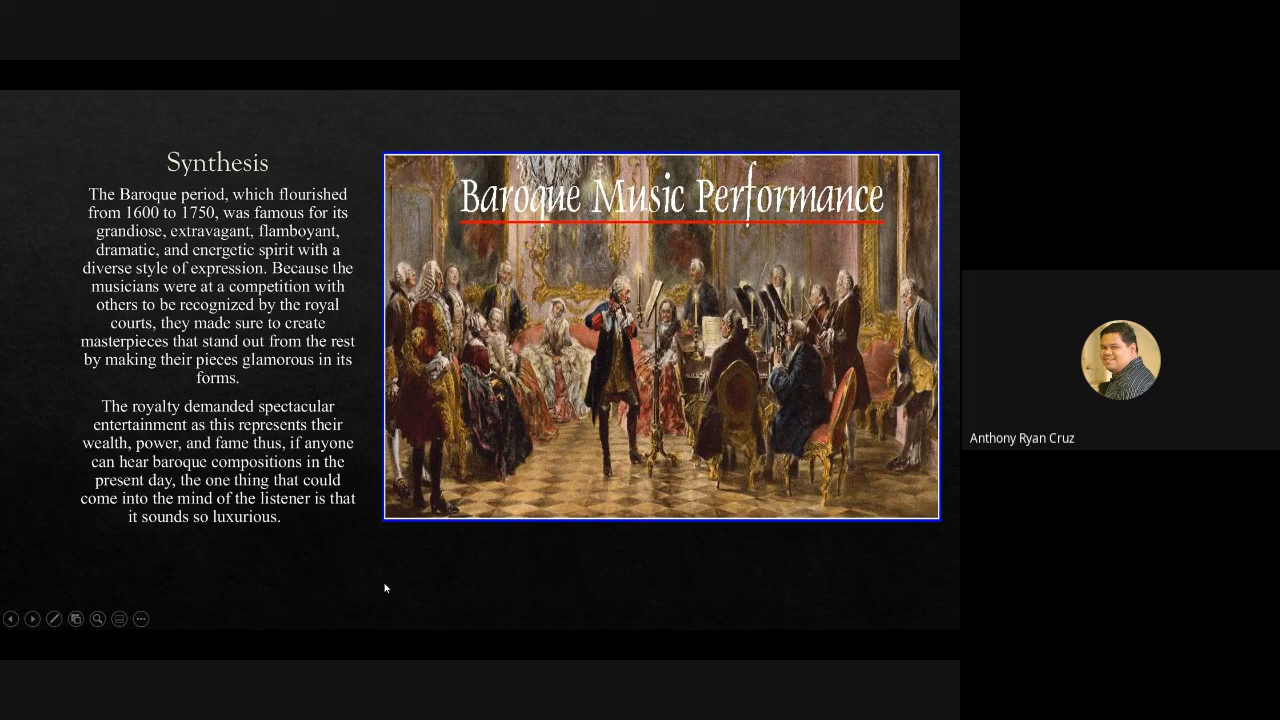 Synthesis
The Baroque period, which flourished
from 1600 to 1750, was famous for its
grandiose, extravagant, flamboyant,
dramatic, and energetic spirit with a
diverse style of expression. Because the
musicians were at a competition with
others to be recognized by the royal
courts, they made sure to create
masterpieces that stand out from the rest
by making their pieces glamorous in its
forms.
The royalty demanded spectacular
entertainment as this represents their
wealth, power, and fame thus, if anyone
can hear baroque compositions in the
present day, the one thing that could
come into the mind of the listener is that
it sounds so luxurious.
Baroque Music Performance
Anthony Ryan Cruz